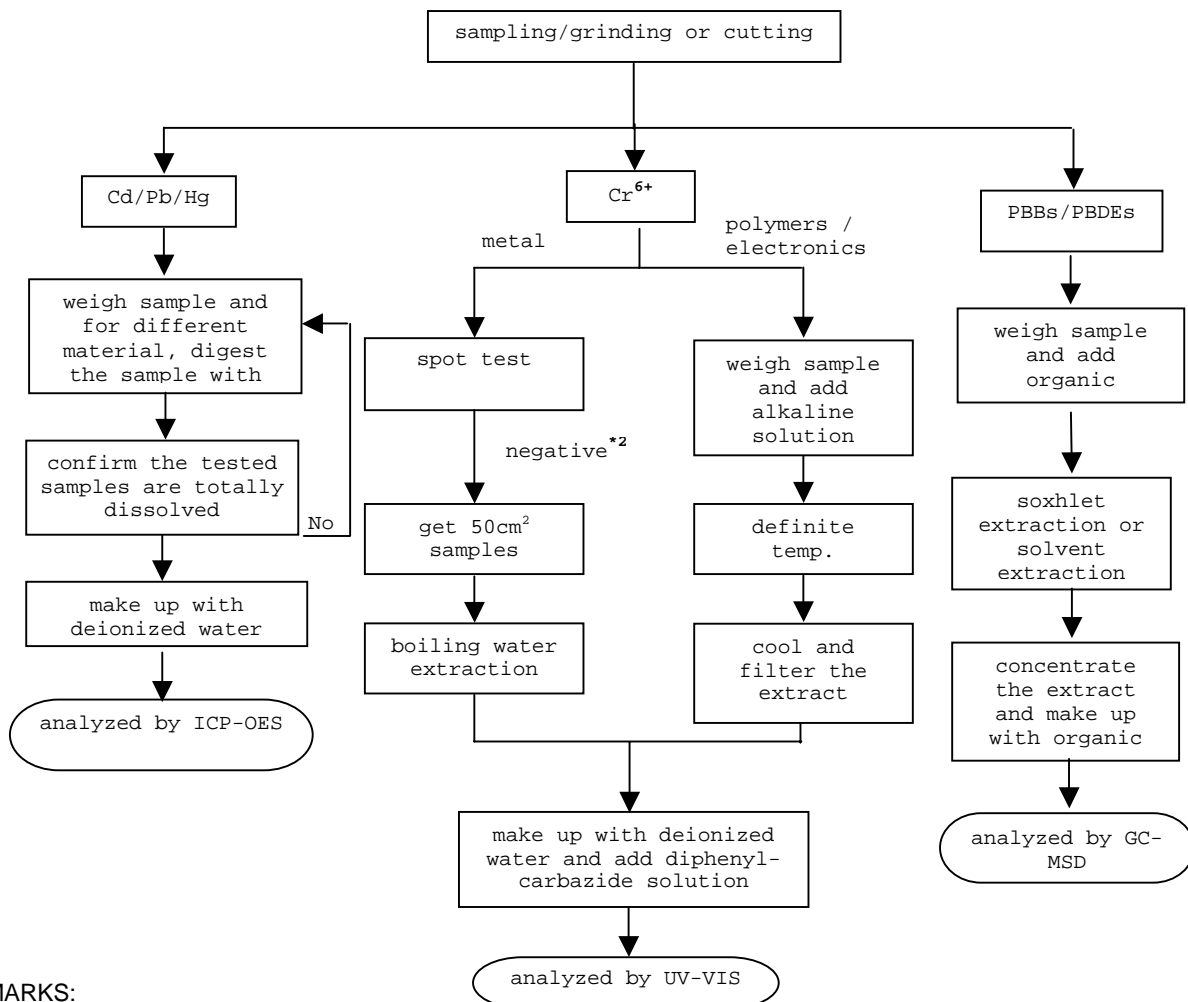 sampling/grinding or cutting
Cd/Pb/Hg
Cr⁶⁺
PBBs/PBDEs
metal
polymers /
electronics
weigh sample and
for different
material, digest
the sample with
spot test
weigh sample
and add
alkaline
solution
weigh sample
and add
organic
negative*²
confirm the tested
samples are totally
dissolved
No
get 50cm²
samples
definite
temp.
soxhlet
extraction or
solvent
extraction
make up with
deionized water
boiling water
extraction
cool and
filter the
extract
concentrate
the extract
and make up
with organic
analyzed by ICP-OES
make up with deionized
water and add diphenyl-
carbazide solution
analyzed by GC-
MSD
analyzed by UV-VIS
MARKS: